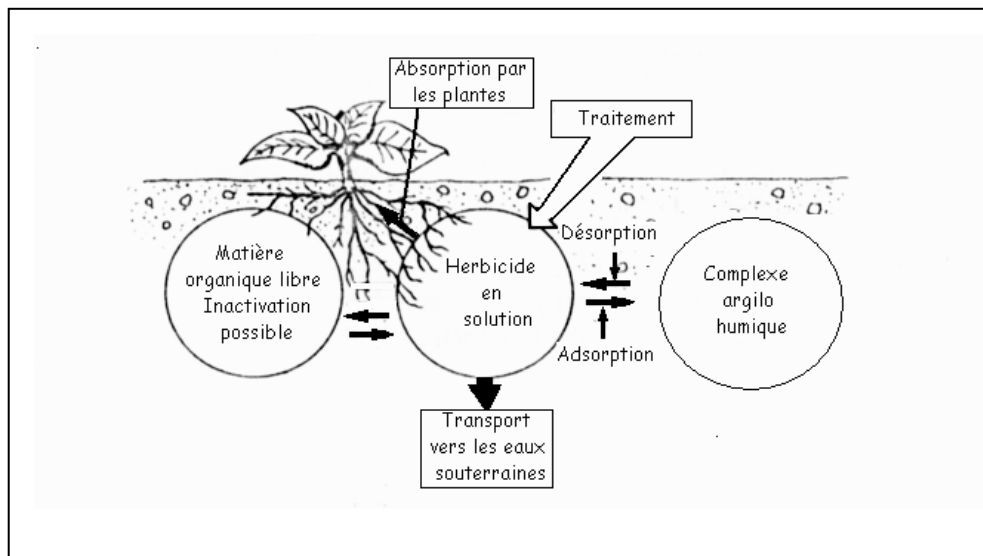 Absorption par
les plantes
Traitement
Désorption
Matière
organique libre
Inactivation
possible
Herbicide
en
solution
Complexe
argilo
humique
Adsorption
Transport
vers les eaux
souterraines